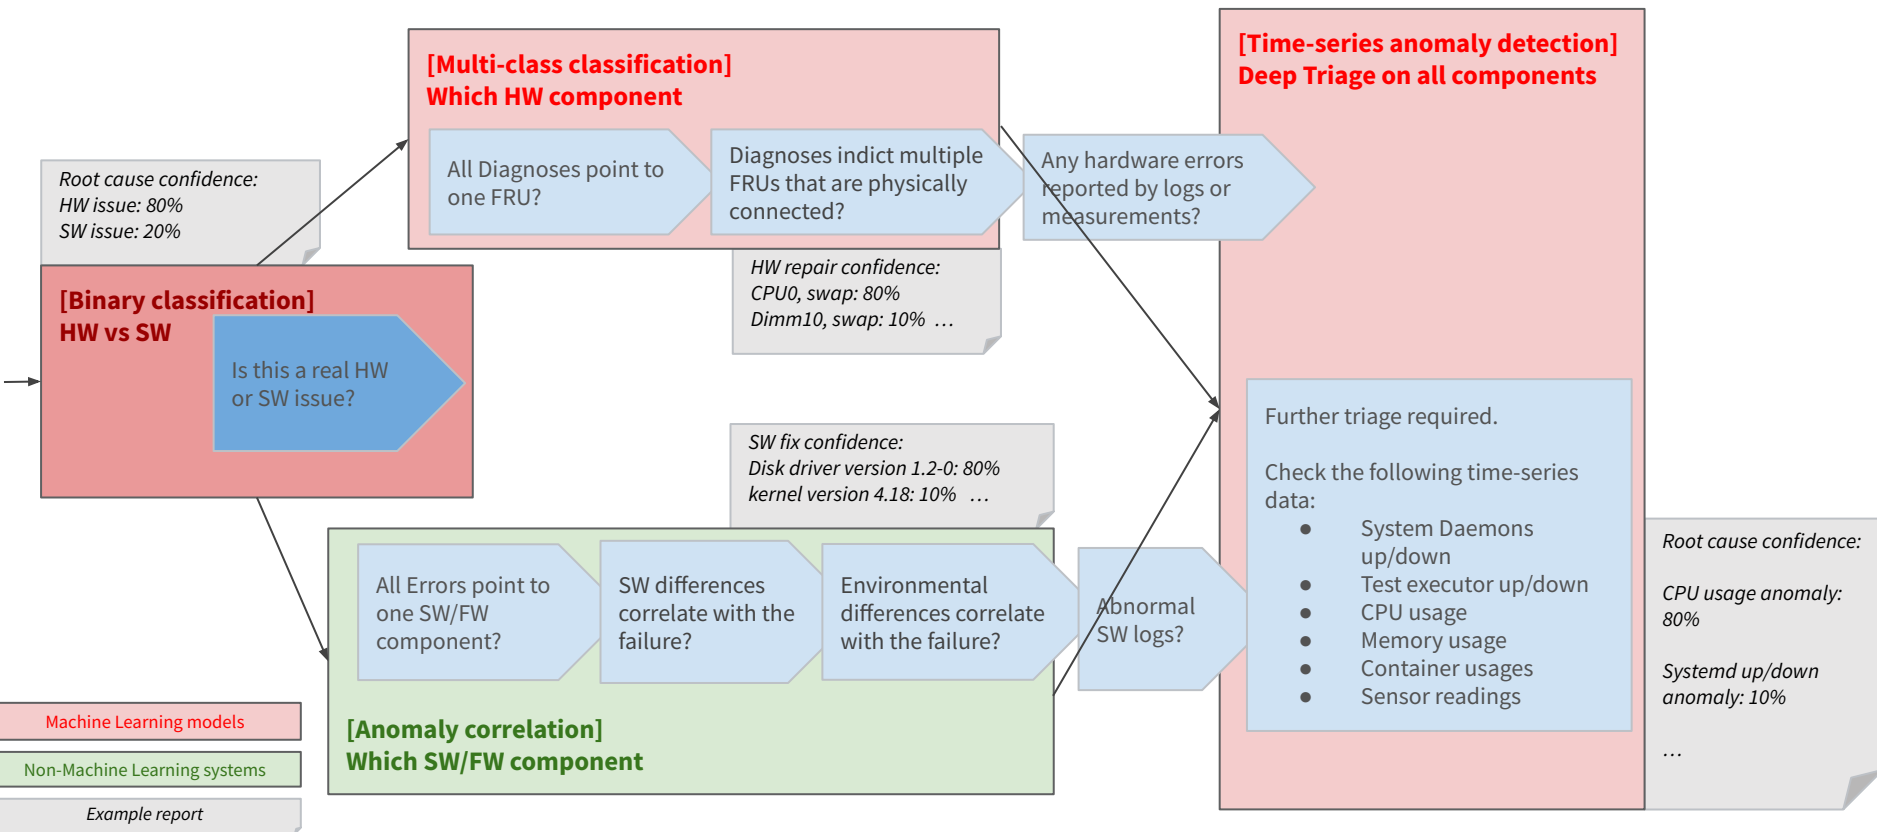 [Multi-class classification]
Which HW component
All Diagnoses point to
one FRU?
Diagnoses indict multiple
FRUs that are physically
connected?
Any hardware errors
reported by logs or
measurements?
[Time-series anomaly detection]
Deep Triage on all components
Root cause confidence:
HW issue: 80%
SW issue: 20%
[Binary classification]
HW vs SW
Is this a real HW
or SW issue?
HW repair confidence:
CPU0, swap: 80%
Dimm10, swap: 10% …
SW fix confidence:
Disk driver version 1.2-0: 80%
kernel version 4.18: 10% …
All Errors point to
one SW/FW
component?
SW differences
correlate with the
failure?
Environmental
differences correlate
with the failure?
Abnormal
SW logs?
[Anomaly correlation]
Which SW/FW component
Further triage required.
Check the following time-series
data:
● System Daemons
up/down
● Test executor up/down
● CPU usage
● Memory usage
● Container usages
● Sensor readings
Root cause confidence:
CPU usage anomaly:
80%
Systemd up/down
anomaly: 10%
…
Machine Learning models
Non-Machine Learning systems
Example report